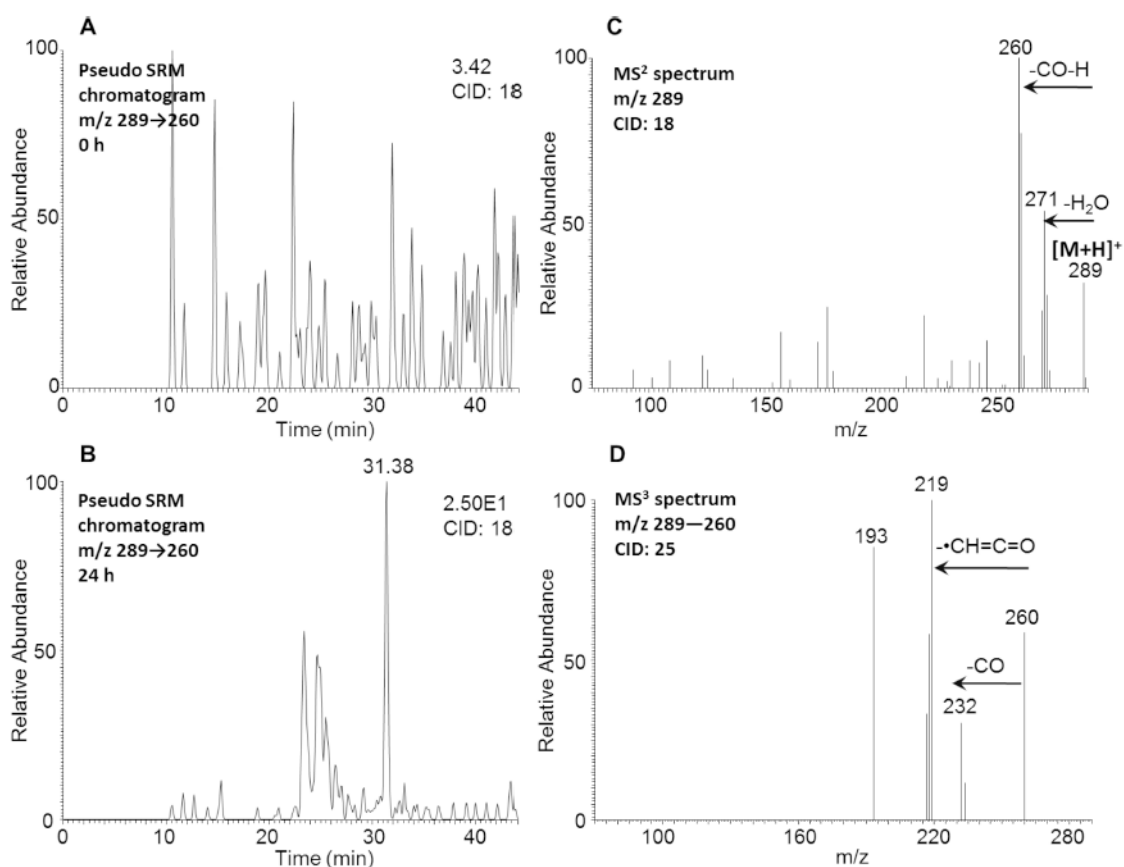 A
Pseudo SRM
chromatogram
m/z 289→260
0 h
3.42
CID: 18
100
50
0
Relative Abundance
0 10 20 30 40
Time (min)
C
MS² spectrum
m/z 289
CID: 18
260
-CO-H
271
-H₂O
[M+H]⁺
289
100
50
0
Relative Abundance
100 150 200 250
m/z
B
Pseudo SRM
chromatogram
m/z 289→260
24 h
31.38
2.50E1
CID: 18
100
50
0
Relative Abundance
0 10 20 30 40
Time (min)
D
MS³ spectrum
m/z 289—260
CID: 25
219
193
-•CH=C=O
260
-CO
232
100
50
0
Relative Abundance
100 160 220 280
m/z